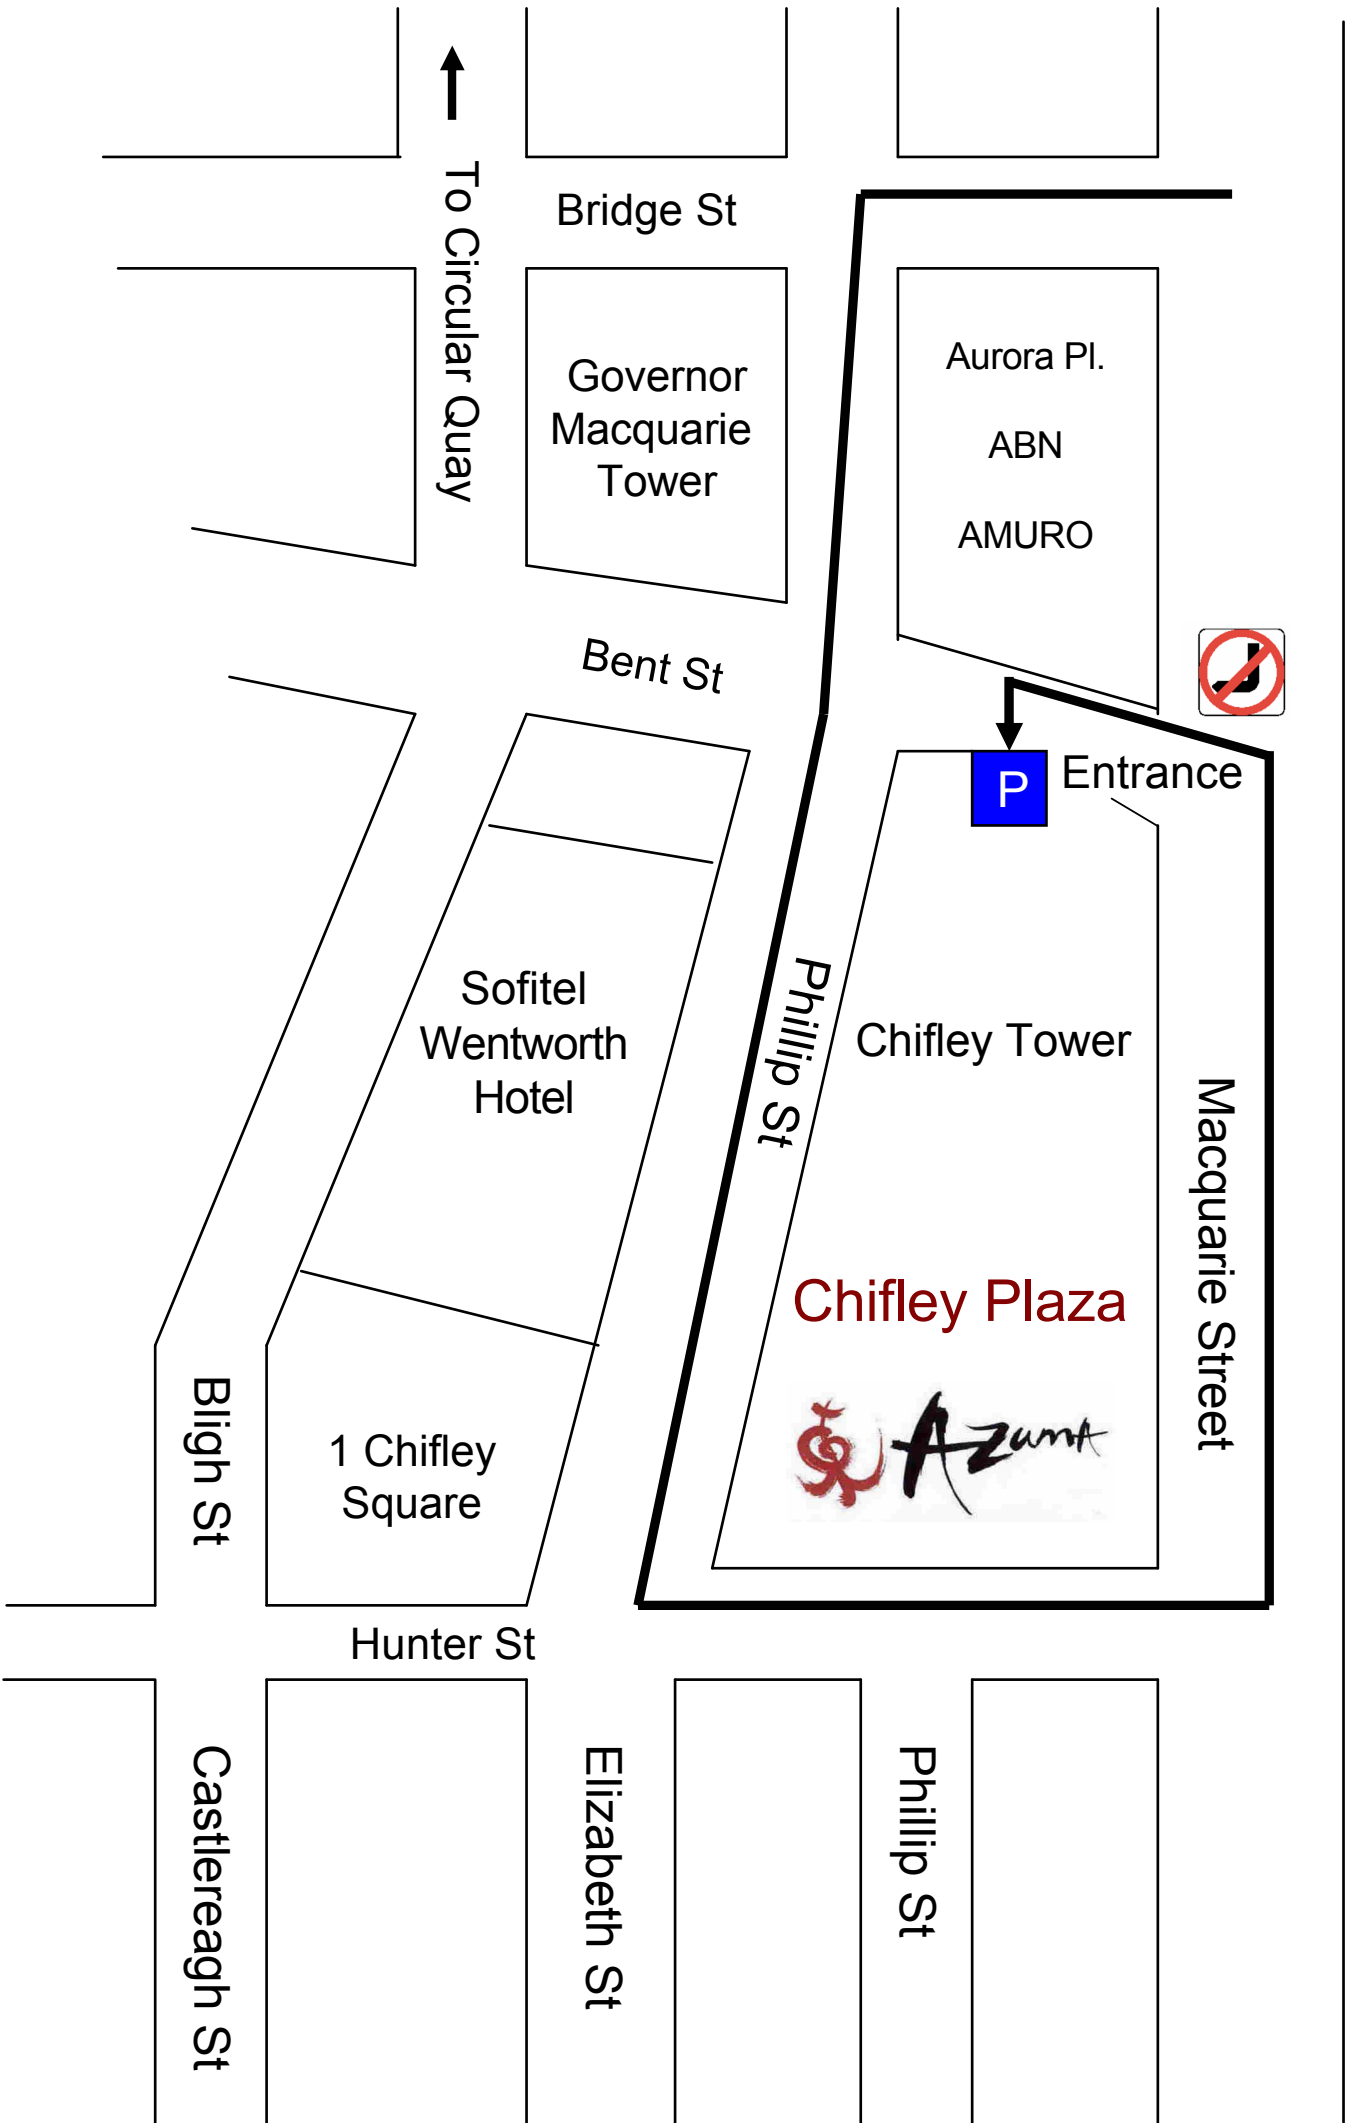 To Circular Quay
Bridge St
Governor
Macquarie
Tower
Aurora Pl.
ABN
AMURO
Bent St
P
Entrance
Sofitel
Wentworth
Hotel
Phillip St
Chifley Tower
Macquarie Street
Chifley Plaza
AzumA
Bligh St
1 Chifley
Square
Hunter St
Castlereagh St
Elizabeth St
Phillip St